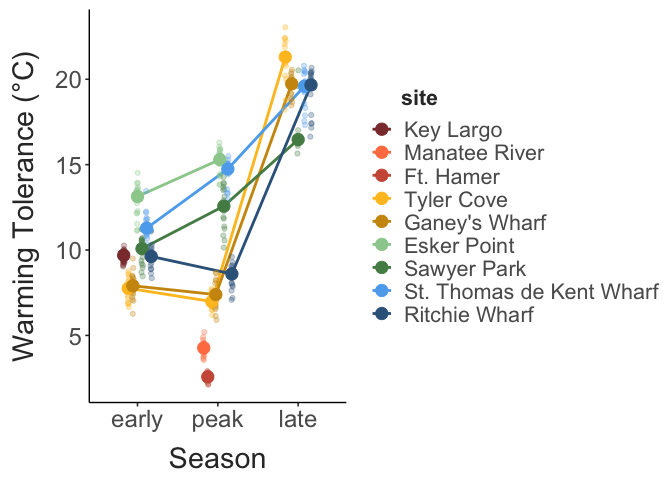 Warming Tolerance (°C)
20
15
10
5
early peak late
Season
site
Key Largo
Manatee River
Ft. Hamer
Tyler Cove
Ganey's Wharf
Esker Point
Sawyer Park
St. Thomas de Kent Wharf
Ritchie Wharf